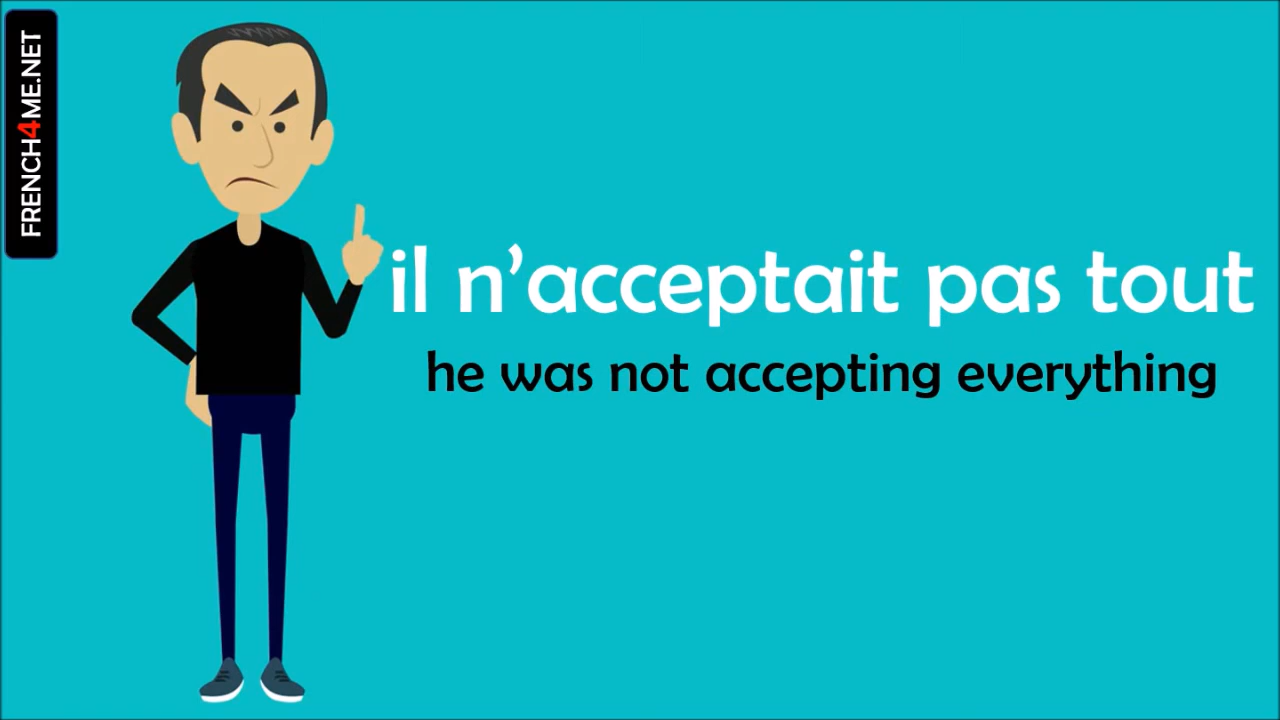 FRENCH4ME.NET
il n’acceptait pas tout
he was not accepting everything